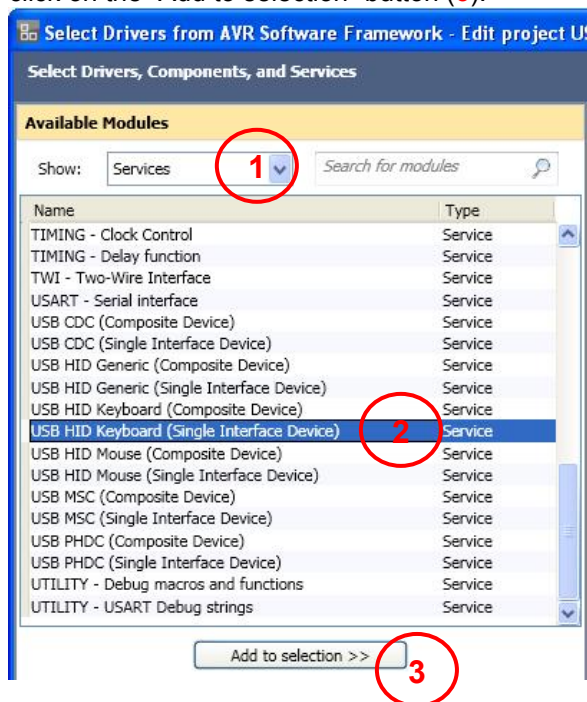 click on the "Add to selection" button (3).
Select Drivers from AVR Software Framework - Edit project US
Select Drivers, Components, and Services
Available Modules
Show: Services 1 Search for modules
Name Type
TIMING - Clock Control Service
TIMING - Delay function Service
TWI - Two-Wire Interface Service
USART - Serial interface Service
USB CDC (Composite Device) Service
USB CDC (Single Interface Device) Service
USB HID Generic (Composite Device) Service
USB HID Generic (Single Interface Device) Service
USB HID Keyboard (Composite Device) Service
USB HID Keyboard (Single Interface Device) 2 Service
USB HID Mouse (Composite Device) Service
USB HID Mouse (Single Interface Device) Service
USB MSC (Composite Device) Service
USB MSC (Single Interface Device) Service
USB PHDC (Composite Device) Service
USB PHDC (Single Interface Device) Service
UTILITY - Debug macros and functions Service
UTILITY - USART Debug strings Service
Add to selection >> 3